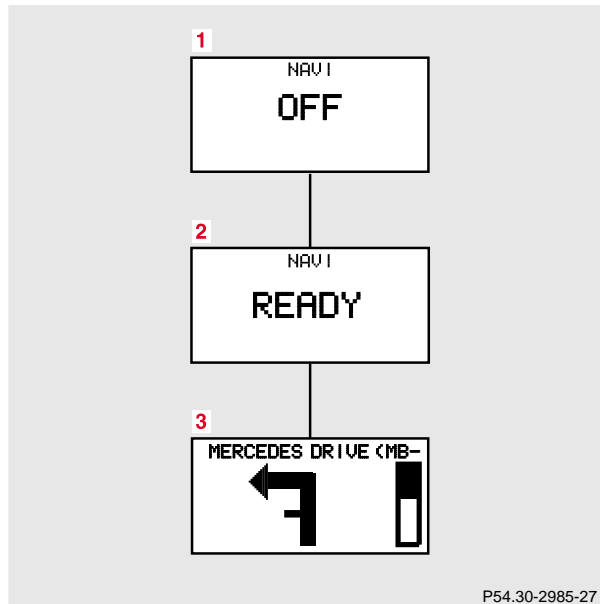 1
NAVI
OFF
2
NAVI
READY
3
MERCEDES DRIVE (MB-
P54.30-2985-27